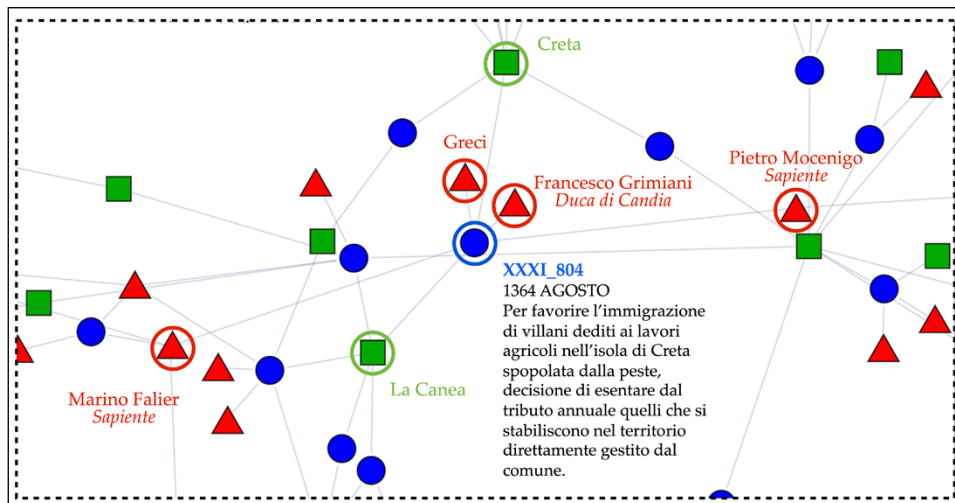 Creta
Greci
Francesco Grimiani
Duca di Candia
Pietro Mocenigo
Sapiente
XXXI_804
1364 AGOSTO
Per favorire l'immigrazione
di villani dediti ai lavori
agricoli nell'isola di Creta
spopolata dalla peste,
decisione di esentare dal
tributo annuale quelli che si
stabiliscono nel territorio
direttamente gestito dal
comune.
Marino Falier
Sapiente
La Canea